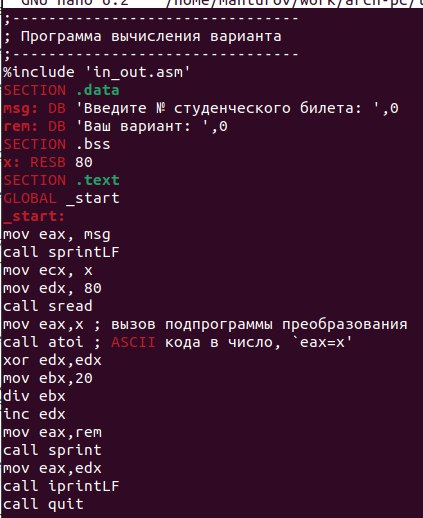 GNU nano 6.2 /home/manturov/work/arch-pc/l
;--------------------------------
; Программа вычисления варианта
;--------------------------------
%include 'in_out.asm'
SECTION .data
msg: DB 'Введите № студенческого билета: ',0
rem: DB 'Ваш вариант: ',0
SECTION .bss
x: RESB 80
SECTION .text
GLOBAL _start
_start:
mov eax, msg
call sprintLF
mov ecx, x
mov edx, 80
call sread
mov eax,x ; вызов подпрограммы преобразования
call atoi ; ASCII кода в число, `eax=x'
xor edx,edx
mov ebx,20
div ebx
inc edx
mov eax,rem
call sprint
mov eax,edx
call iprintLF
call quit